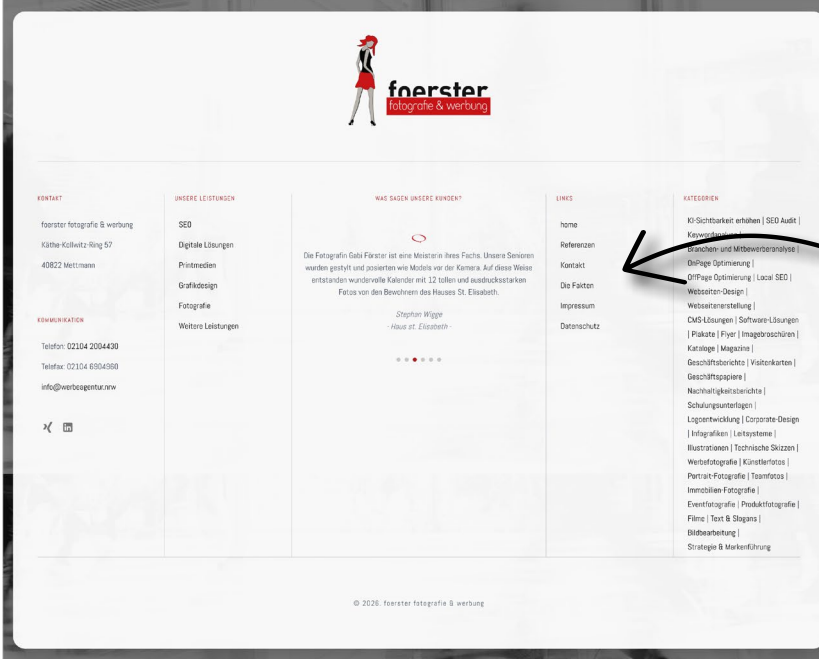 foerster
fotografie & werbung
KONTAKT
foerster fotografie & werbung
Käthe-Kollwitz-Ring 57
40822 Mettmann
KOMMUNIKATION
Telefon: 02104 2004430
Telefax: 02104 6904960
info@werbeagentur.nrw
UNSERE LEISTUNGEN
SEO
Digitale Lösungen
Printmedien
Grafikdesign
Fotografie
Weitere Leistungen
WAS SAGEN UNSERE KUNDEN?
Die Fotografin Gabi Förster ist eine Meisterin ihres Fachs. Unsere Senioren
wurden gestylt und posierten wie Models vor der Kamera. Auf diese Weise
entstanden wundervolle Kalender mit 12 tollen und ausdrucksstarken
Fotos von den Bewohnern des Hauses St. Elisabeth.
Stephan Wigge
- Haus st. Elisabeth -
LINKS
home
Referenzen
Kontakt
Die Fakten
Impressum
Datenschutz
KATEGORIEN
KI-Sichtbarkeit erhöhen | SEO Audit |
Keywordanalyse |
Branchen- und Mitbewerberanalyse |
OnPage Optimierung |
OffPage Optimierung | Local SEO |
Webseiten-Design |
Webseitenerstellung |
CMS-Lösungen | Software-Lösungen
| Plakate | Flyer | Imagebroschüren |
Kataloge | Magazine |
Geschäftsberichte | Visitenkarten |
Geschäftspapiere |
Nachhaltigkeitsberichte |
Schulungsunterlagen |
Logoentwicklung | Corporate-Design
| Infografiken | Leitsysteme |
Illustrationen | Technische Skizzen |
Werbefotografie | Künstlerfotos |
Portrait-Fotografie | Teamfotos |
Immobilien-Fotografie |
Eventfotografie | Produktfotografie |
Filme | Text & Slogans |
Bildbearbeitung |
Strategie & Markenführung
© 2026. foerster fotografie & werbung